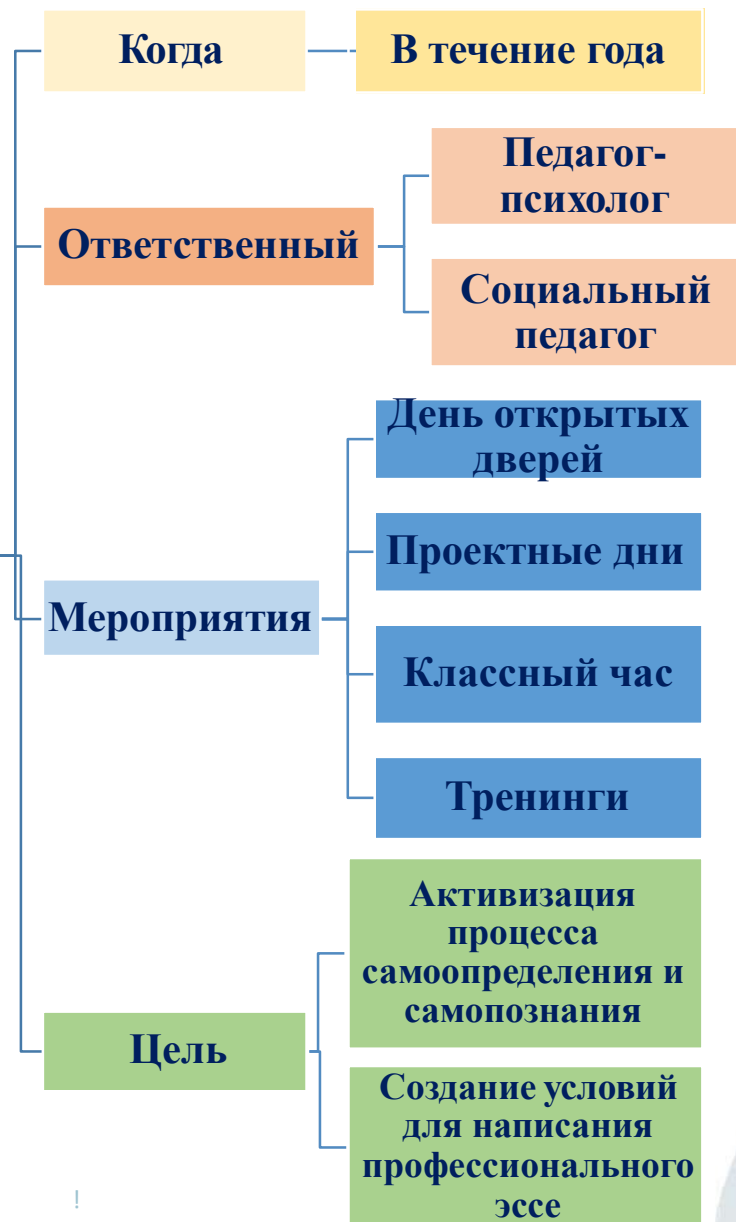 Когда
В течение года
Ответственный
Педагог-
психолог
Социальный
педагог
Мероприятия
День открытых
дверей
Проектные дни
Классный час
Тренинги
Цель
Активизация
процесса
самоопределения и
самопознания
Создание условий
для написания
профессионального
эссе
!